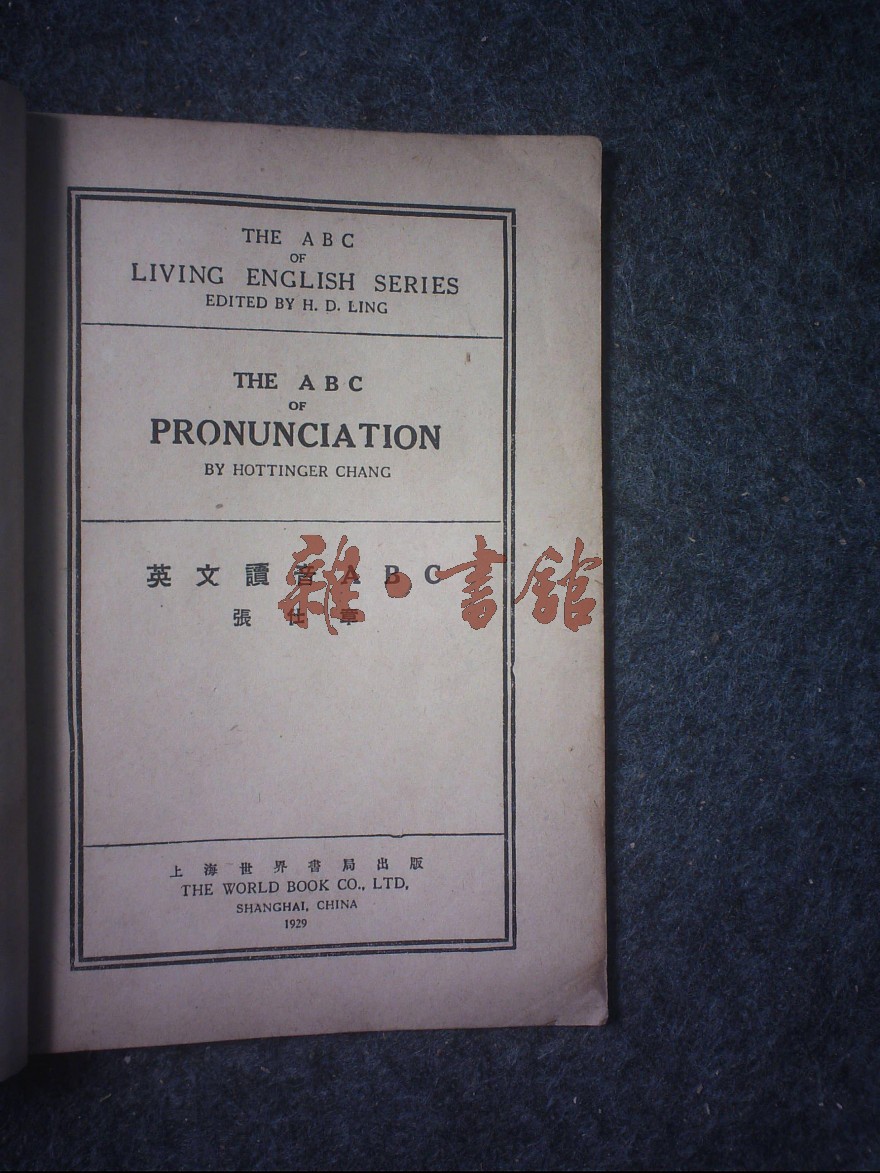 THE ABC
OF
LIVING ENGLISH SERIES
EDITED BY H. D. LING
THE ABC
OF
PRONUNCIATION
BY HOTTINGER CHANG
英文讀音ABC
張仕章
雜·書館
上海世界書局出版
THE WORLD BOOK CO., LTD,
SHANGHAI, CHINA
1929